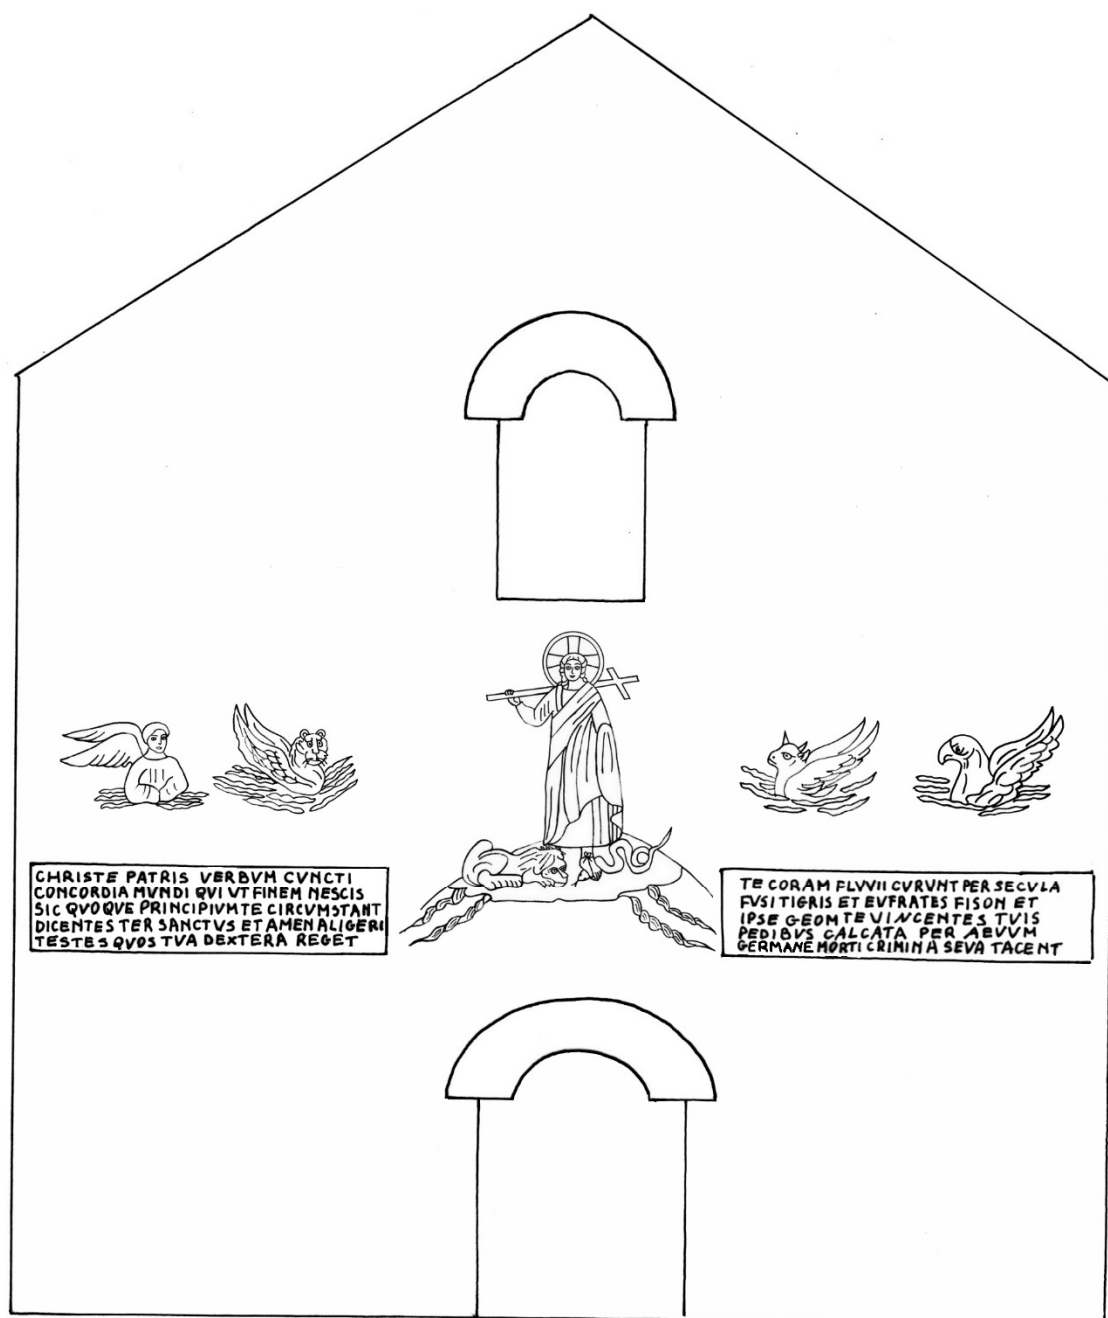 CHRISTE PATRIS VERBVM CVNCTI
CONCORDIA MVNDI QVI VT FINEM NESCIS
SIC QVOQVE PRINCIPIVMTE CIRCVMSTANT
DICENTES TER SANCTVS ET AMEN ALIGERI
TESTES QVOS TVA DEXTERA REGET
TE CORAM FLVVII CVRVNT PER SECVLA
FVSI TIGRIS ET EVFRATES FISON ET
IPSE GEOM TE VINCENTES TVIS
PEDIBVS CALCATA PER AEVVM
GERMANE MORTI CRIMINA SEVA TACENT